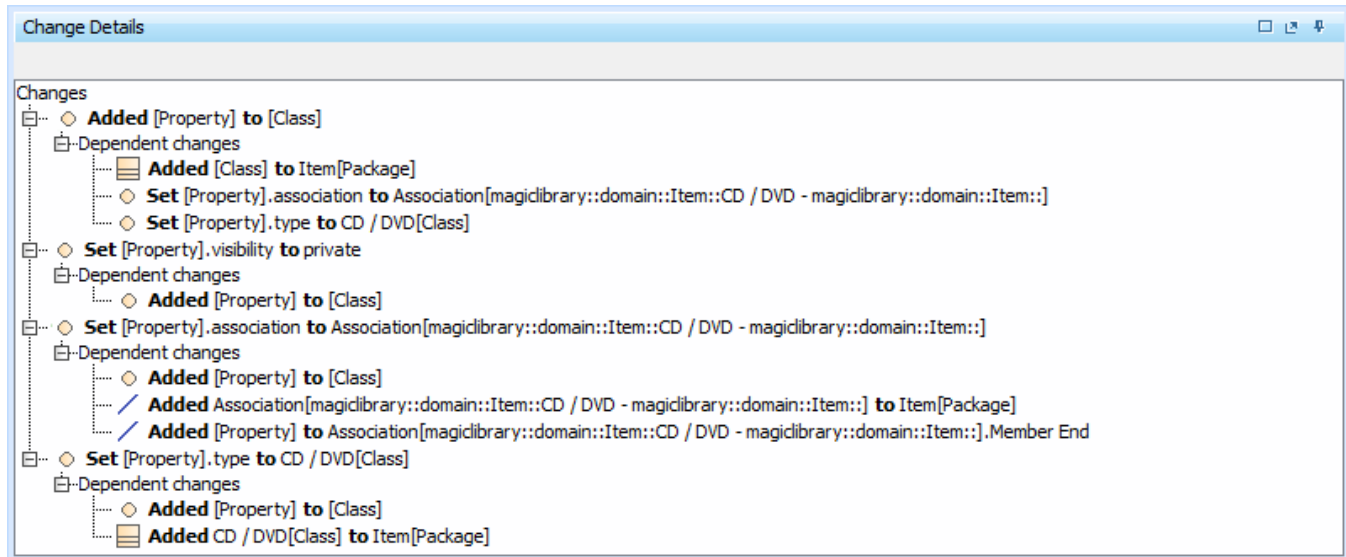 Change Details
Changes
Added [Property] to [Class]
Dependent changes
Added [Class] to Item[Package]
Set [Property].association to Association[magiclibrary::domain::Item::CD / DVD - magiclibrary::domain::Item::]
Set [Property].type to CD / DVD[Class]
Set [Property].visibility to private
Dependent changes
Added [Property] to [Class]
Set [Property].association to Association[magiclibrary::domain::Item::CD / DVD - magiclibrary::domain::Item::]
Dependent changes
Added [Property] to [Class]
Added Association[magiclibrary::domain::Item::CD / DVD - magiclibrary::domain::Item::] to Item[Package]
Added [Property] to Association[magiclibrary::domain::Item::CD / DVD - magiclibrary::domain::Item::].Member End
Set [Property].type to CD / DVD[Class]
Dependent changes
Added [Property] to [Class]
Added CD / DVD[Class] to Item[Package]